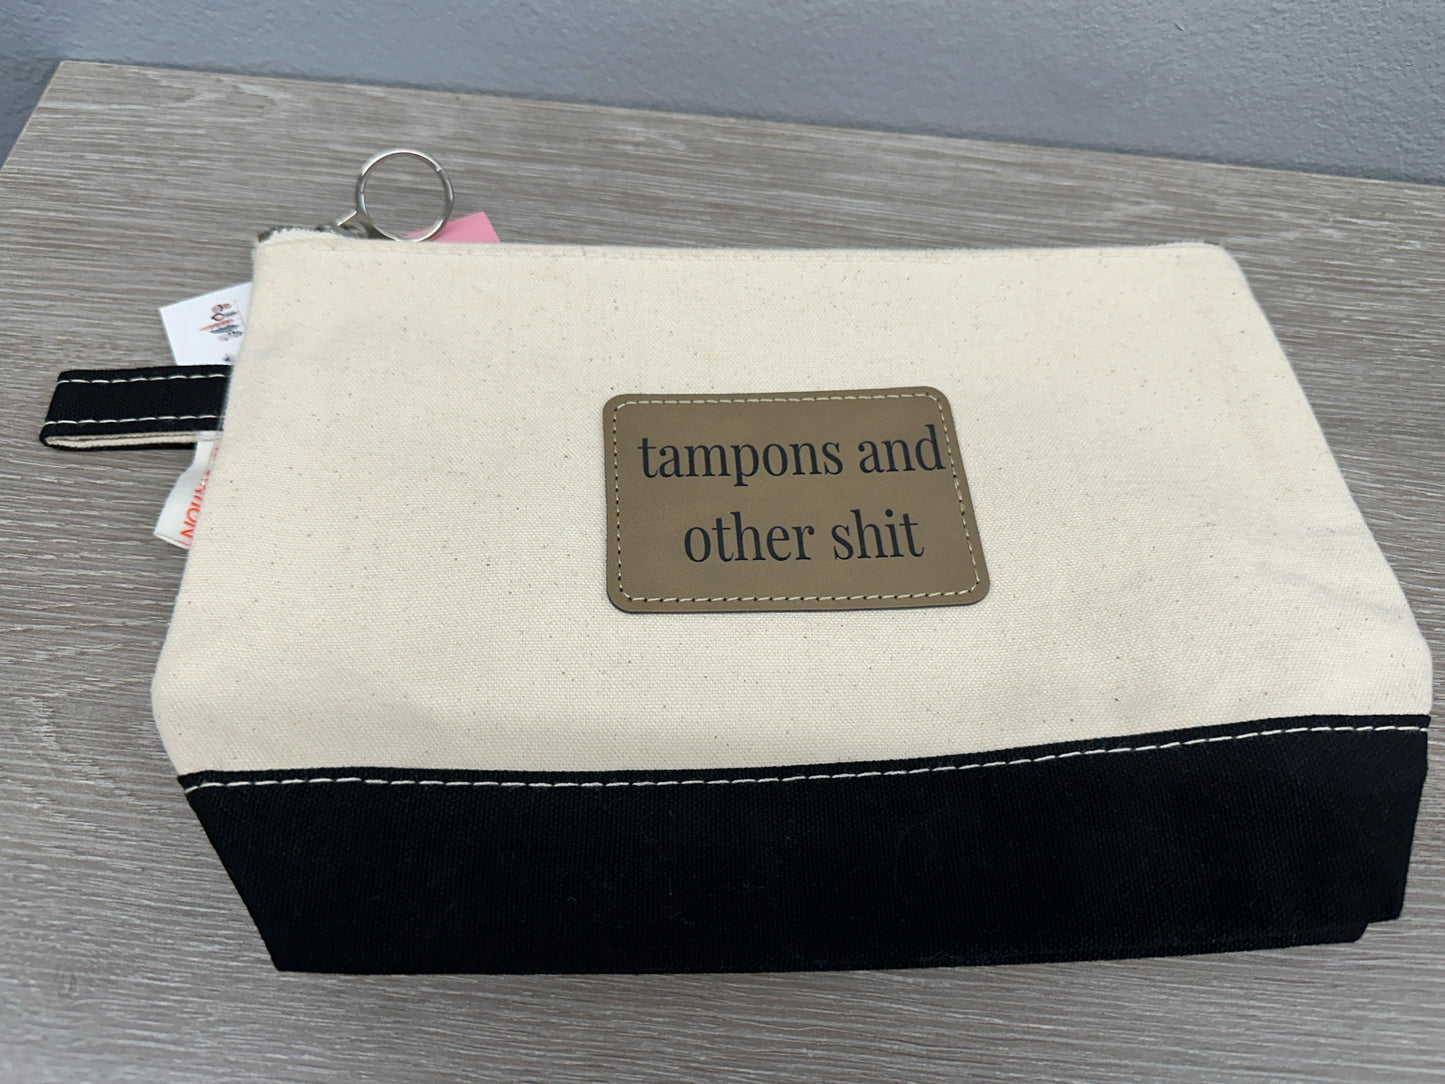 tampons and
other shit